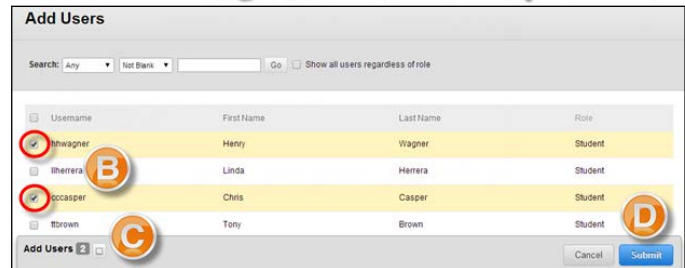 Add Users
Search: Any Not Blank Go Show all users regardless of role
Username First Name Last Name Role
hhwagner Henry Wagner Student
llherrera Linda Herrera Student
B
cccasper Chris Casper Student
ttbrown Tony Brown Student
C
D
Add Users 2 Cancel Submit